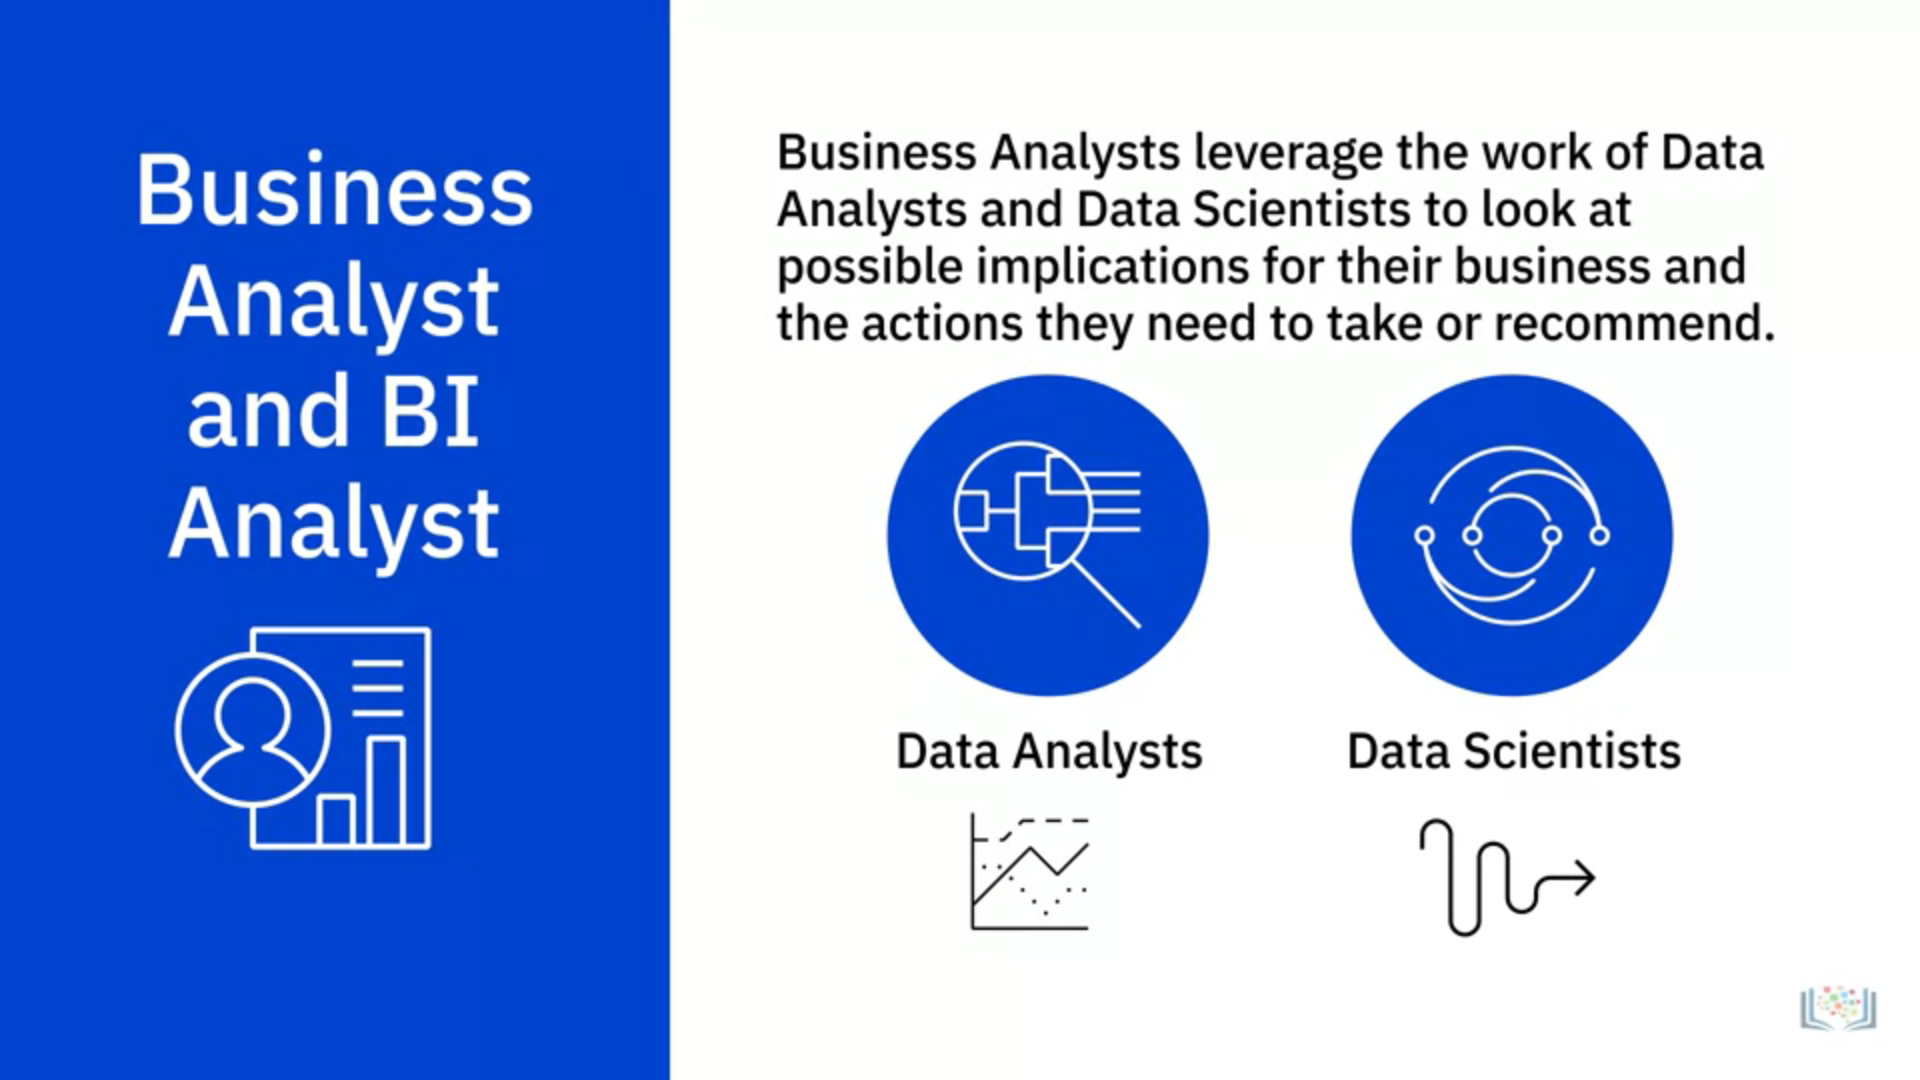 Business
Analyst
and BI
Analyst
Business Analysts leverage the work of Data
Analysts and Data Scientists to look at
possible implications for their business and
the actions they need to take or recommend.
Data Analysts
Data Scientists